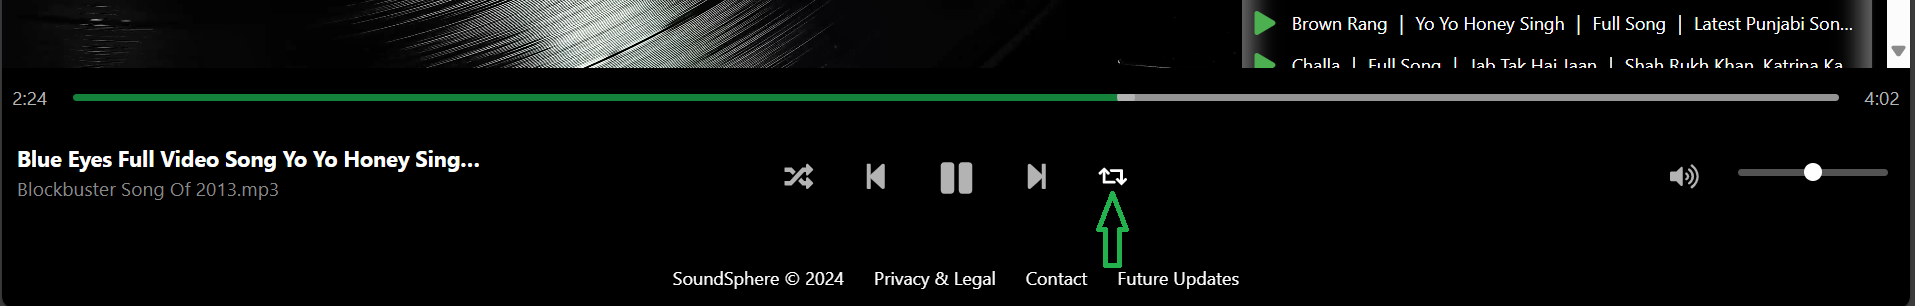 Brown Rang | Yo Yo Honey Singh | Full Song | Latest Punjabi Son...
Challa | Full Song | Jab Tak Hai Jaan | Shah Rukh Khan, Katrina Ka...
2:24
4:02
Blue Eyes Full Video Song Yo Yo Honey Sing...
Blockbuster Song Of 2013.mp3
SoundSphere © 2024 Privacy & Legal Contact Future Updates